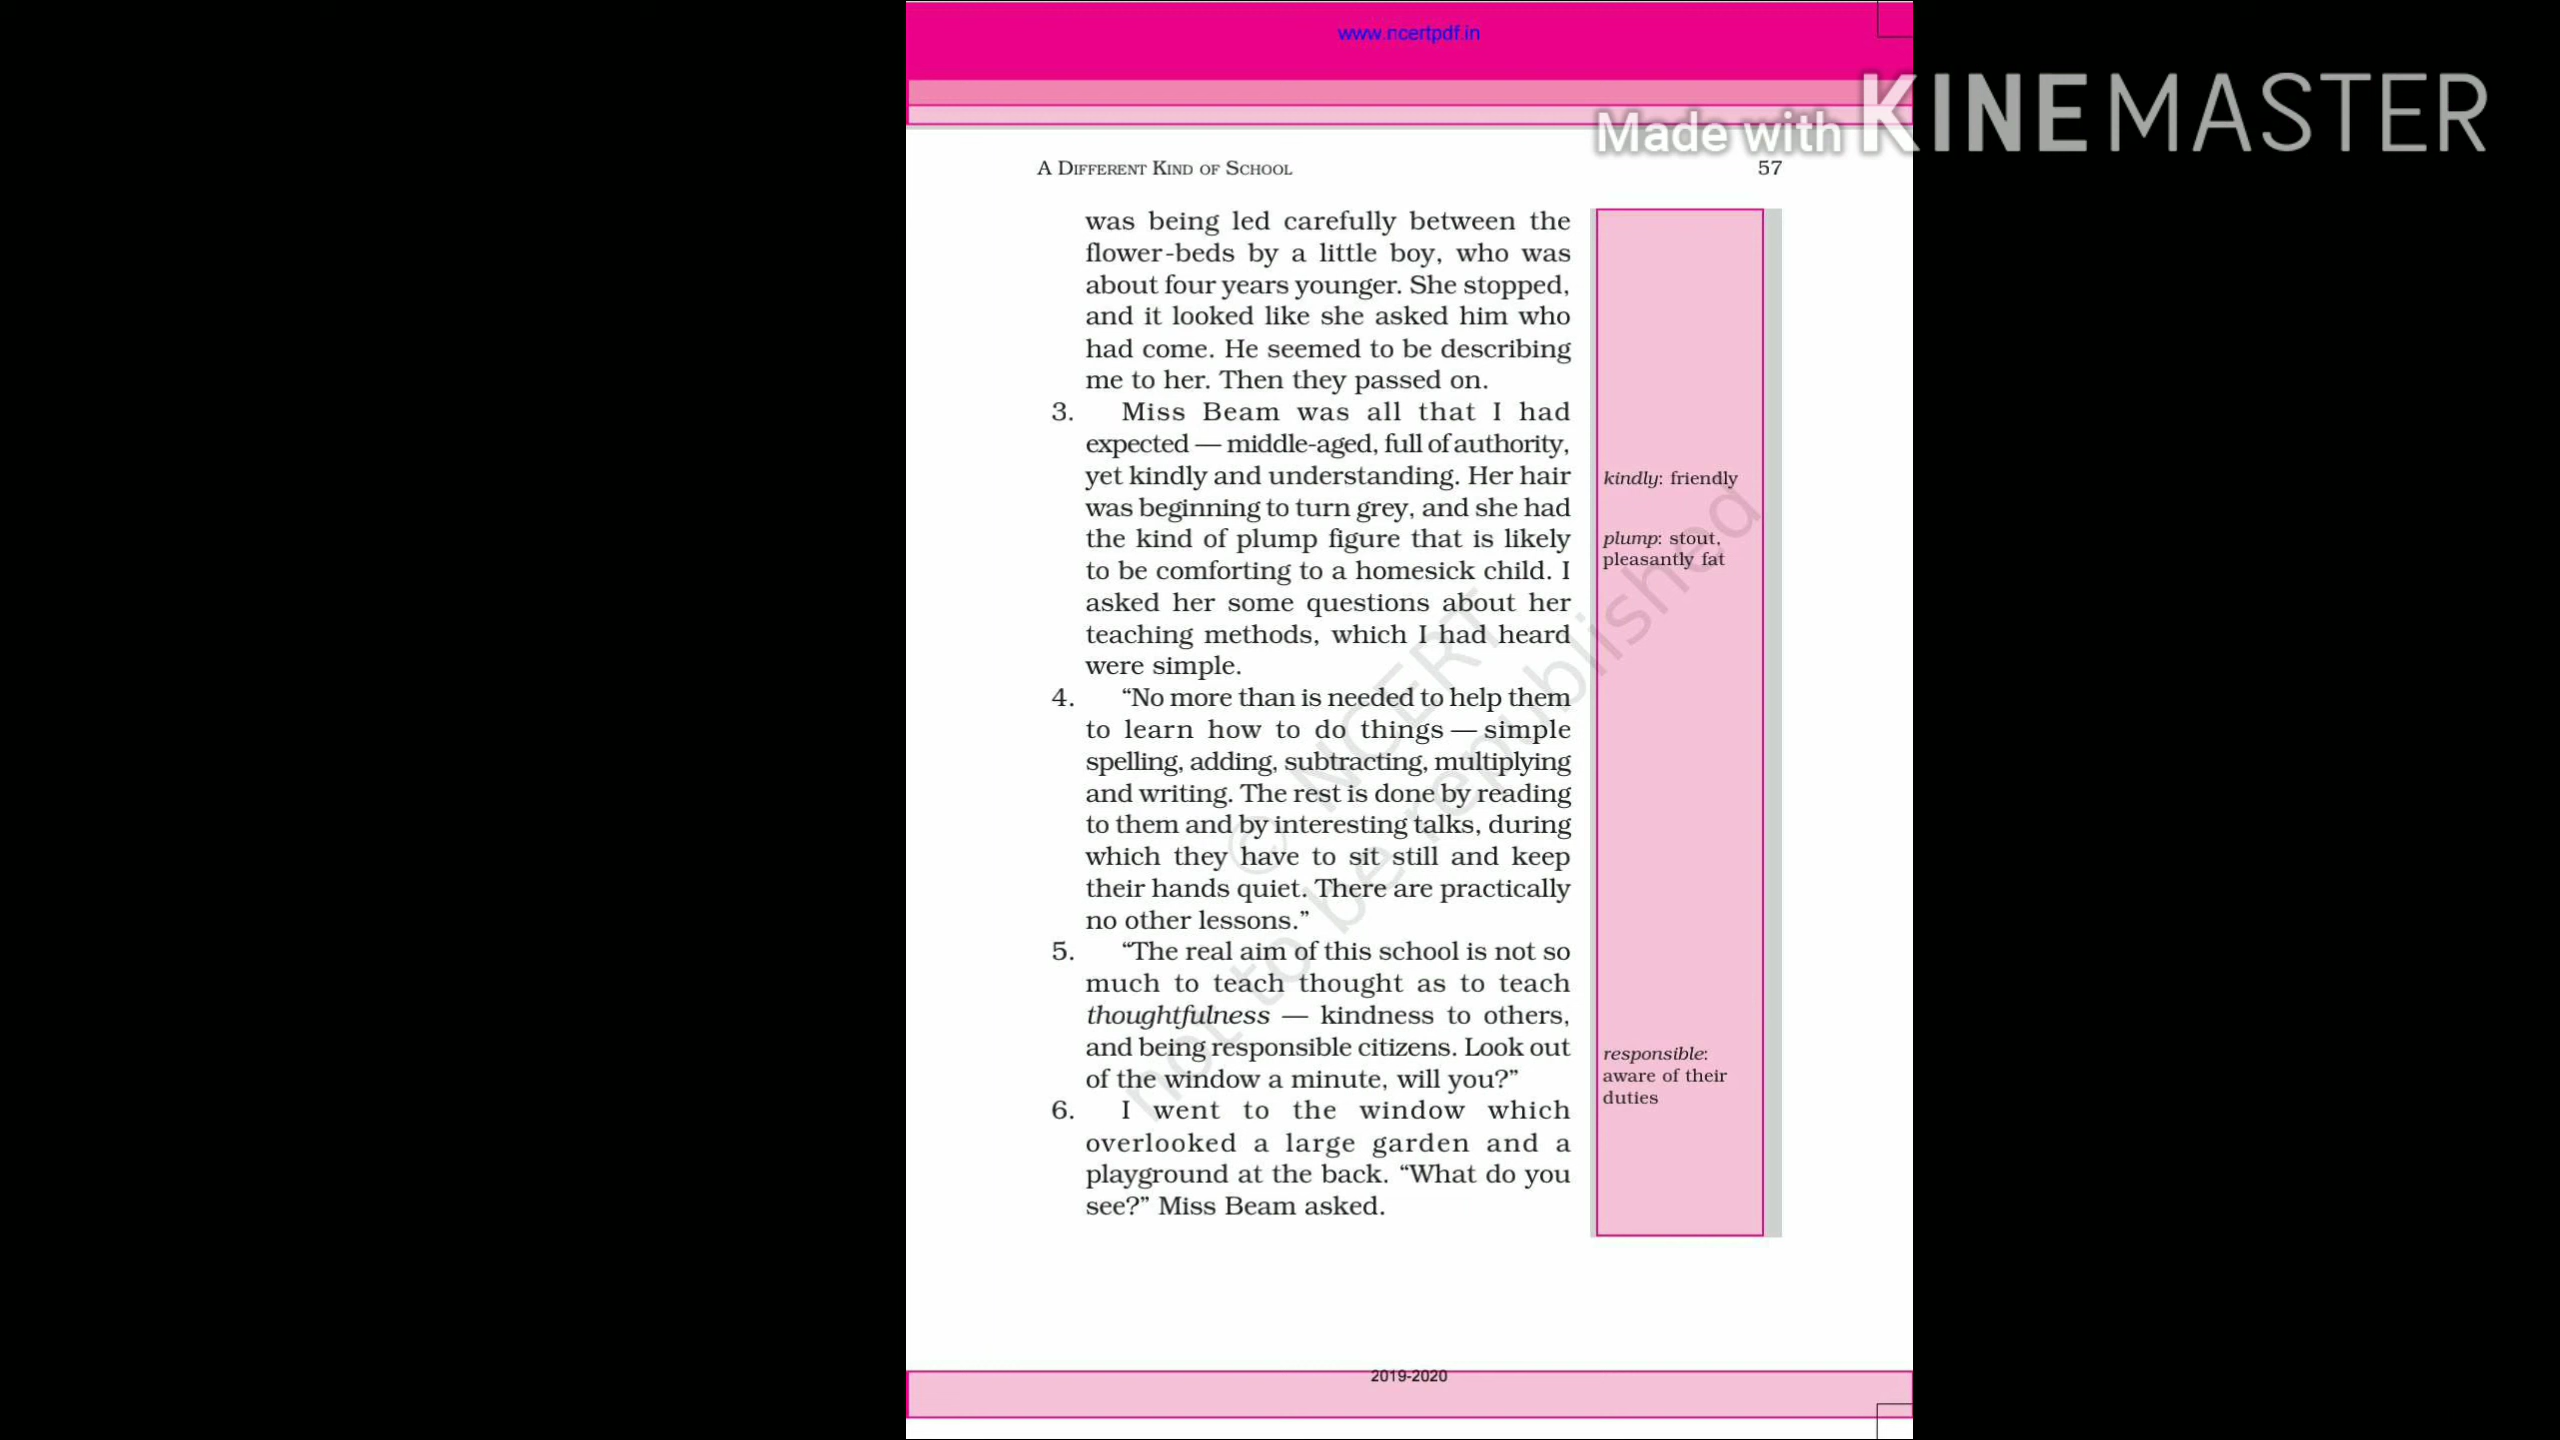 www.ncertpdf.in
Made with KINEMASTER
A DIFFERENT KIND OF SCHOOL 57
was being led carefully between the
flower-beds by a little boy, who was
about four years younger. She stopped,
and it looked like she asked him who
had come. He seemed to be describing
me to her. Then they passed on.
3. Miss Beam was all that I had
expected — middle-aged, full of authority,
yet kindly and understanding. Her hair
was beginning to turn grey, and she had
the kind of plump figure that is likely
to be comforting to a homesick child. I
asked her some questions about her
teaching methods, which I had heard
were simple.
4. “No more than is needed to help them
to learn how to do things — simple
spelling, adding, subtracting, multiplying
and writing. The rest is done by reading
to them and by interesting talks, during
which they have to sit still and keep
their hands quiet. There are practically
no other lessons.”
5. “The real aim of this school is not so
much to teach thought as to teach
thoughtfulness — kindness to others,
and being responsible citizens. Look out
of the window a minute, will you?”
6. I went to the window which
overlooked a large garden and a
playground at the back. “What do you
see?” Miss Beam asked.
kindly: friendly
plump: stout,
pleasantly fat
responsible:
aware of their
duties
© NCERT
not to be republished
2019-2020